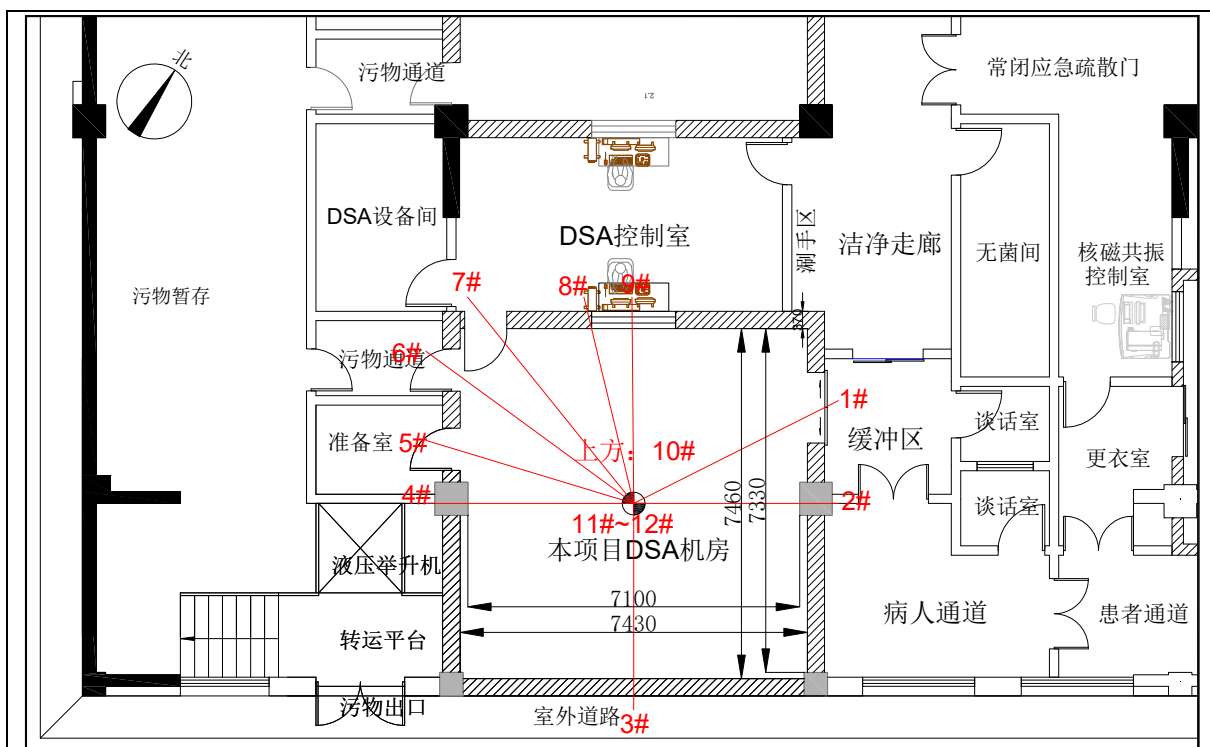 北
污物通道
常闭应急疏散门
2.1
DSA设备间
DSA控制室
涮手区
洁净走廊
无菌间
核磁共振
控制室
污物暂存
7#
8#
9#
370
污物通道
6#
1#
准备室
5#
上方：10#
缓冲区
谈话室
更衣室
4#
2#
谈话室
11#~12#
7460
7330
本项目DSA机房
液压举升机
7100
7430
病人通道
患者通道
转运平台
污物出口
室外道路
3#